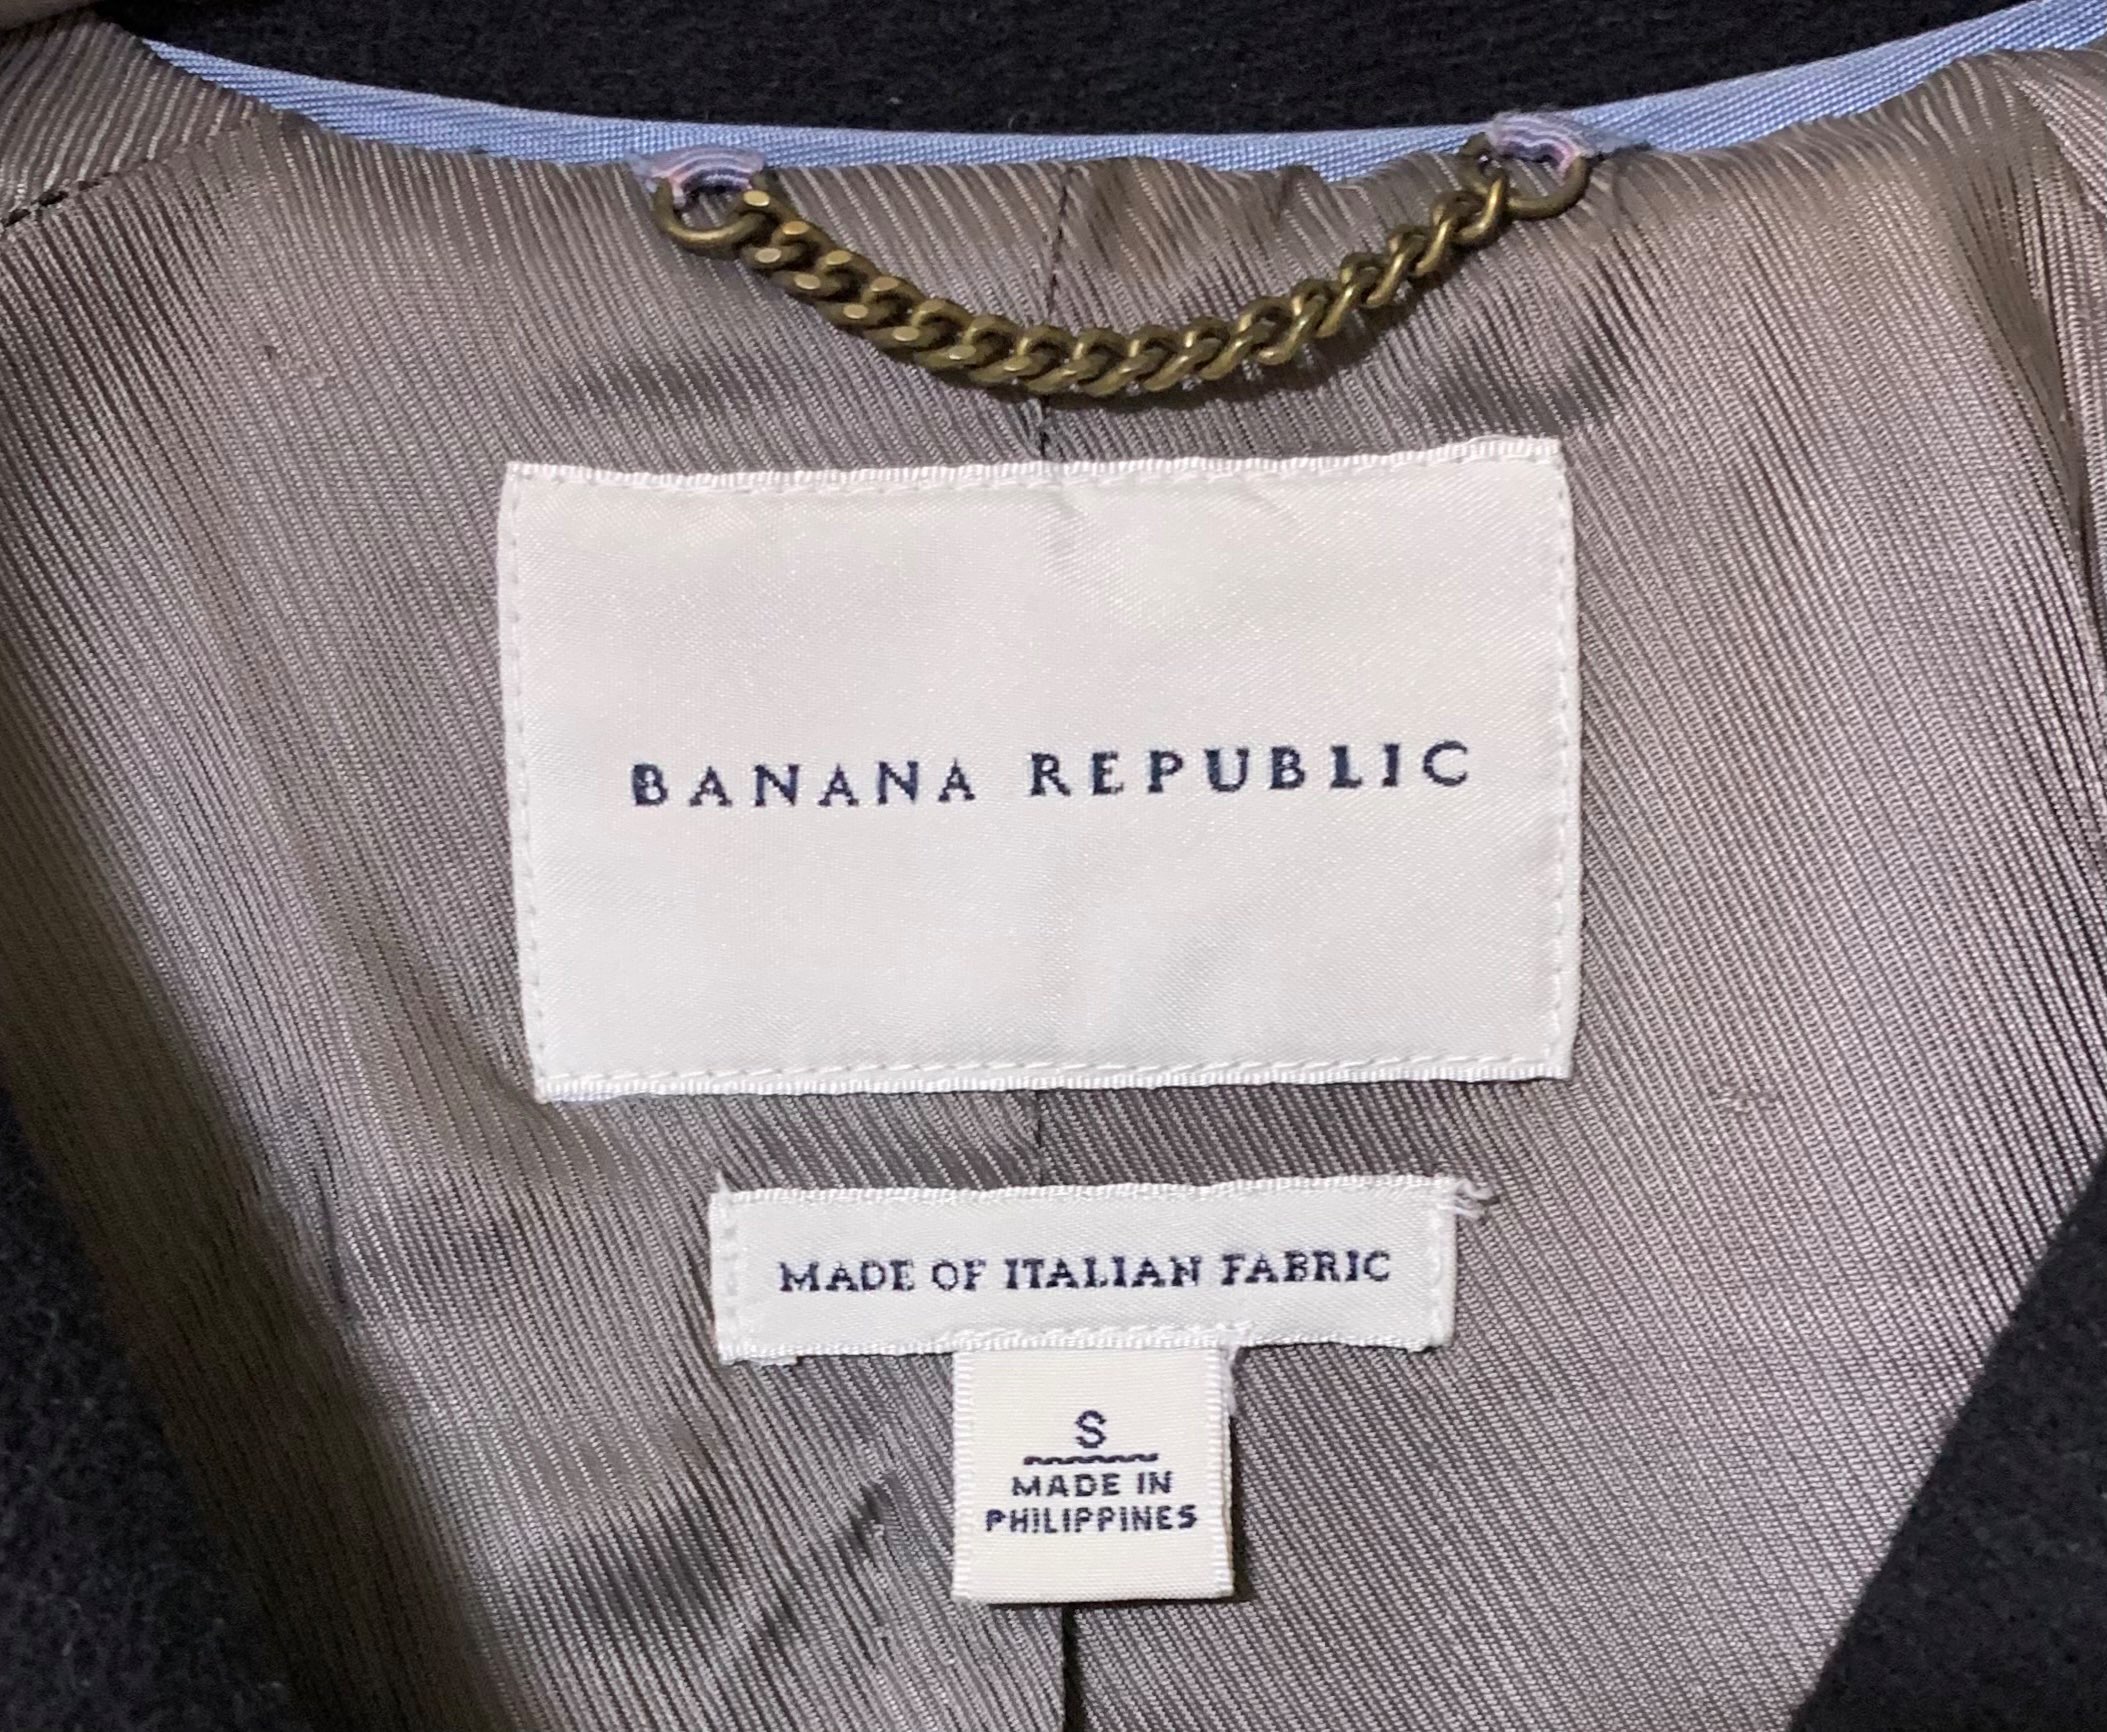 BANANA REPUBLIC
MADE OF ITALIAN FABRIC
S
MADE IN
PHILIPPINES